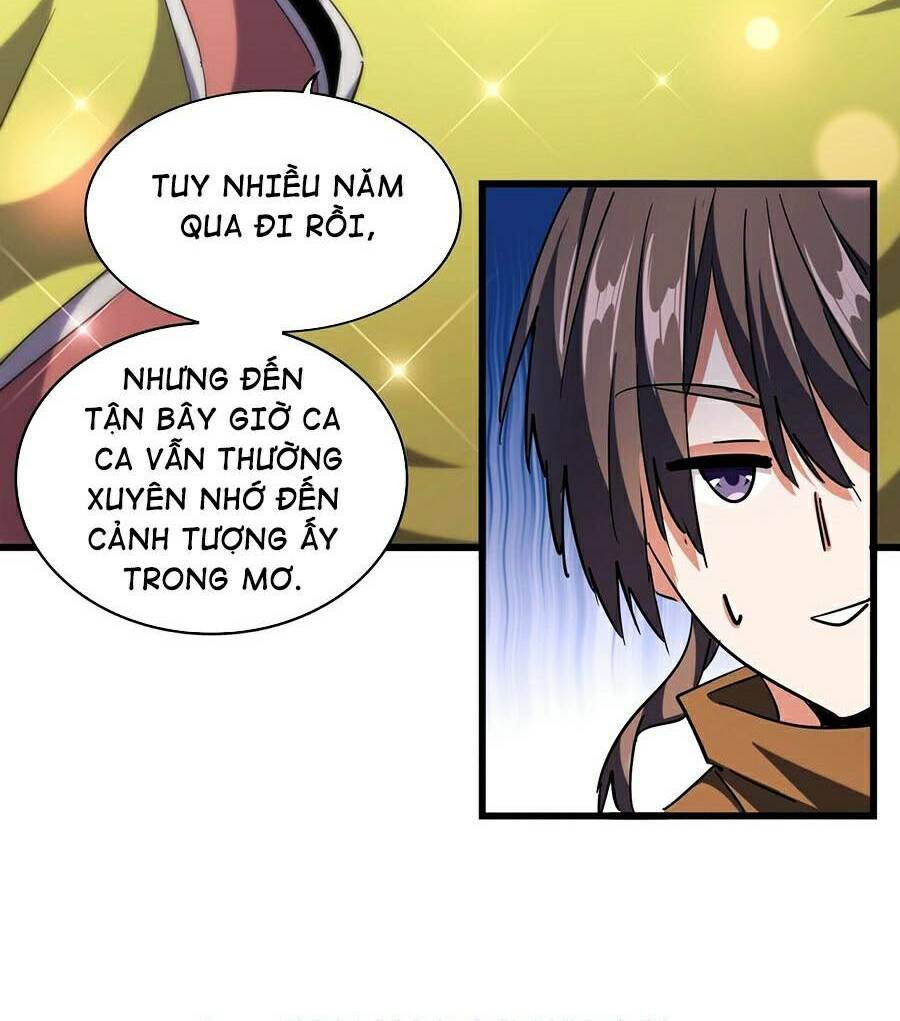 TUY NHIỀU NĂM
QUA ĐI RỒI,
NHƯNG ĐẾN
TẬN BÂY GIỜ CA
CA VẪN THƯỜNG
XUYÊN NHỚ ĐẾN
CẢNH TƯỢNG ẤY
TRONG MƠ.